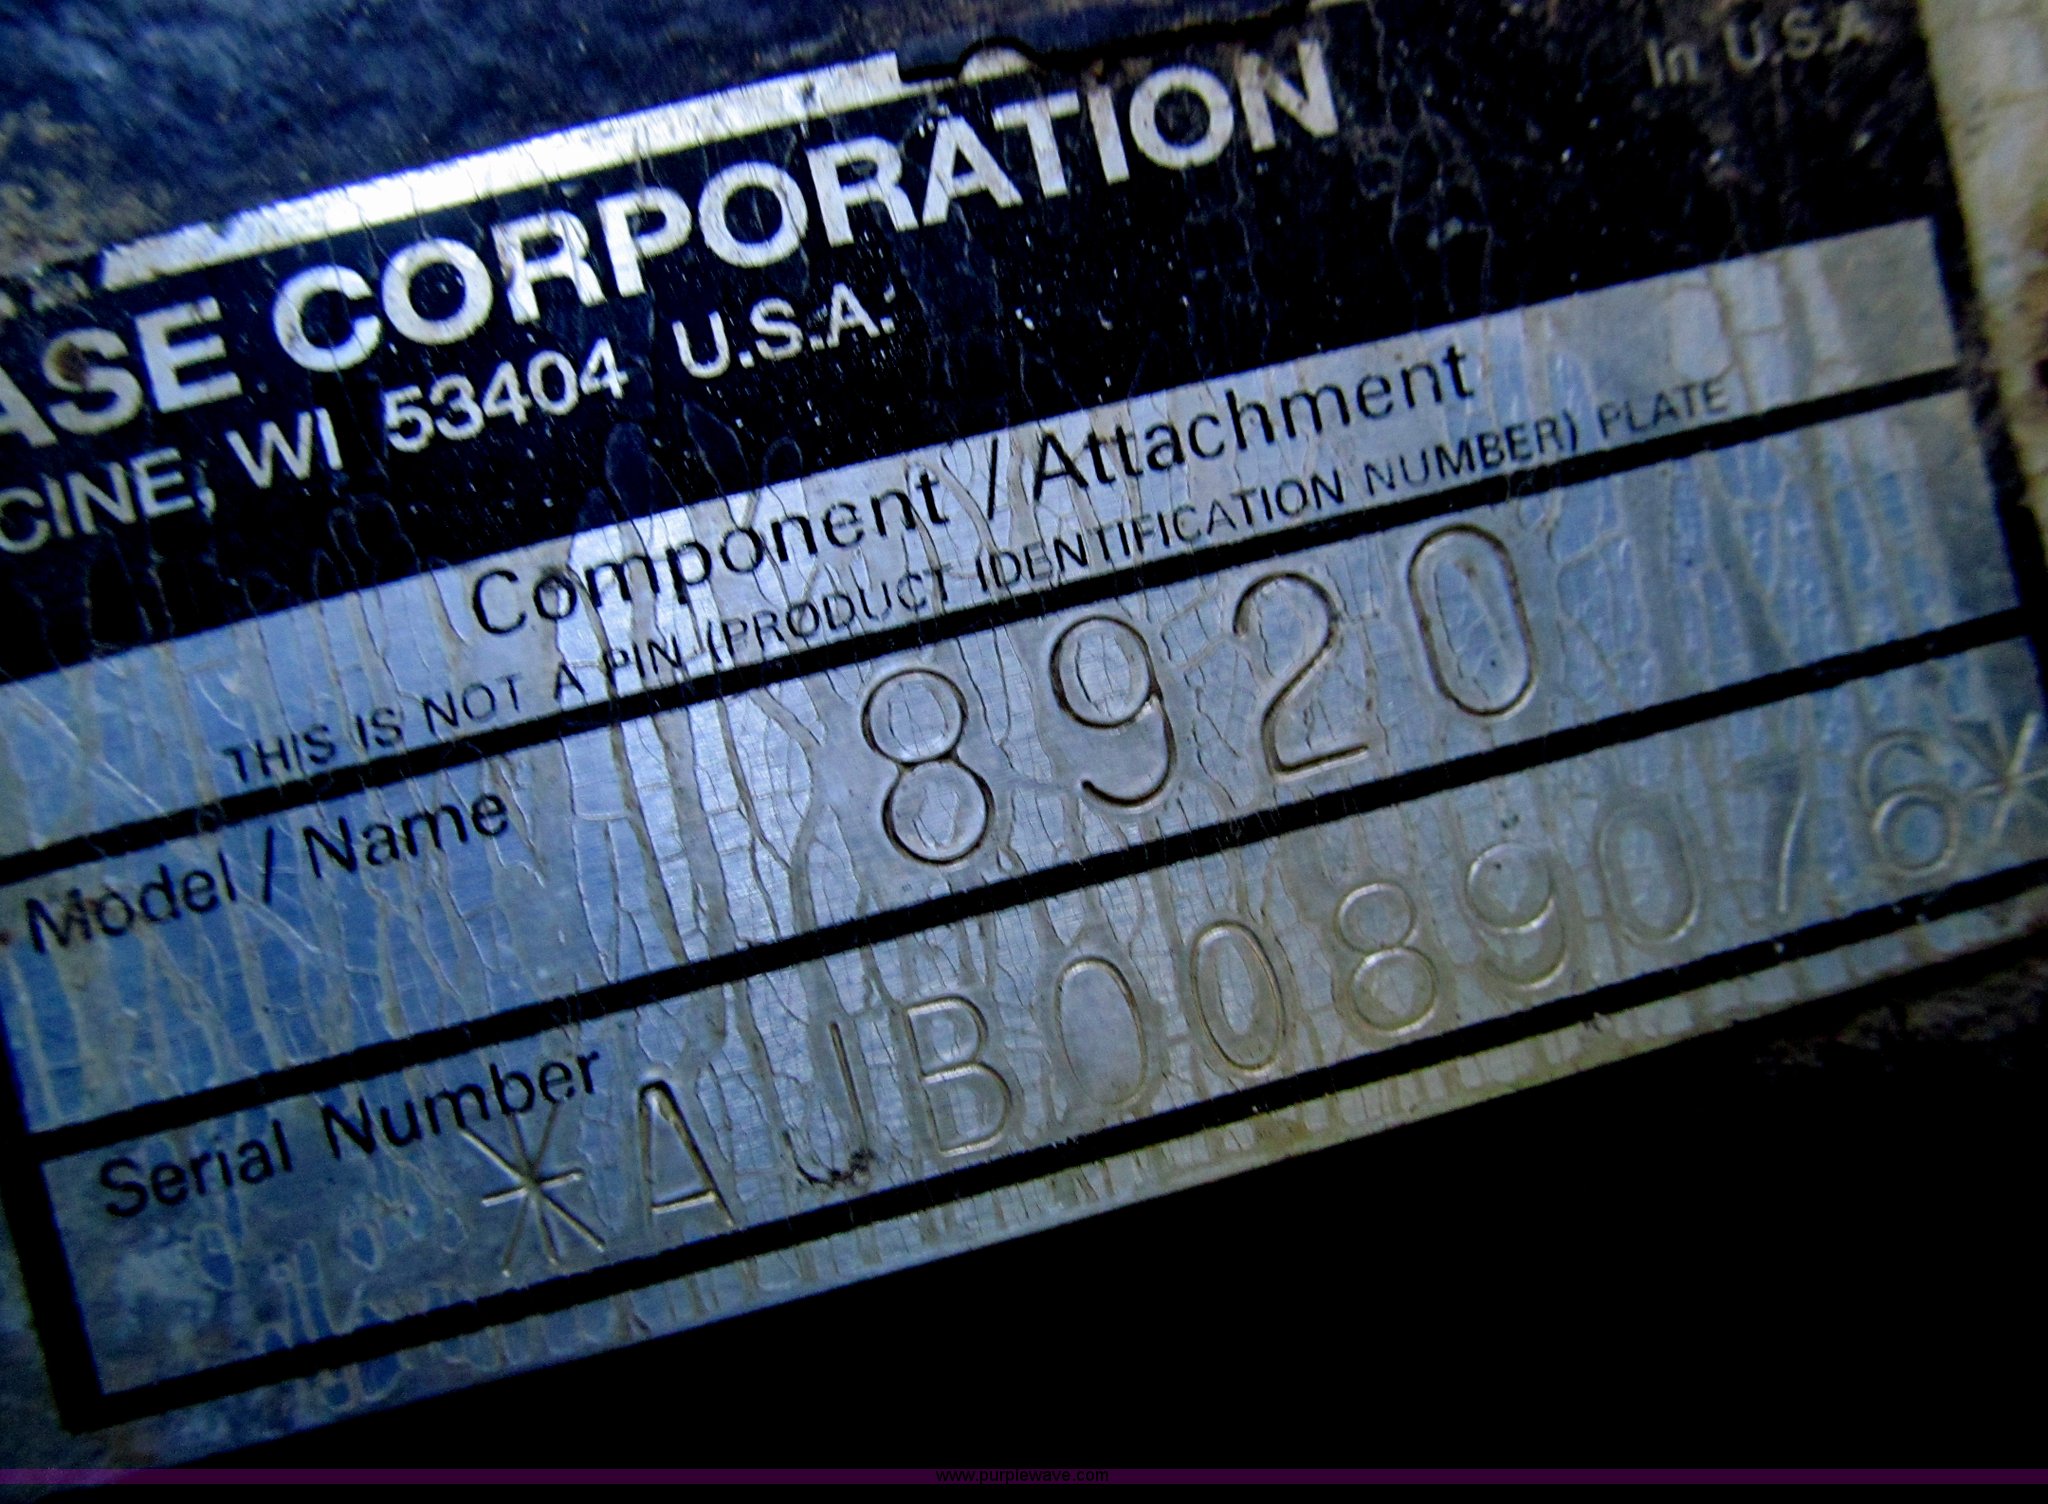 In U.S.A
ASE CORPORATION
CINE, WI 53404 U.S.A.
Component / Attachment
THIS IS NOT A PIN (PRODUCT IDENTIFICATION NUMBER) PLATE
Model / Name 8920
Serial Number *AJB0089076*
www.purplewave.com